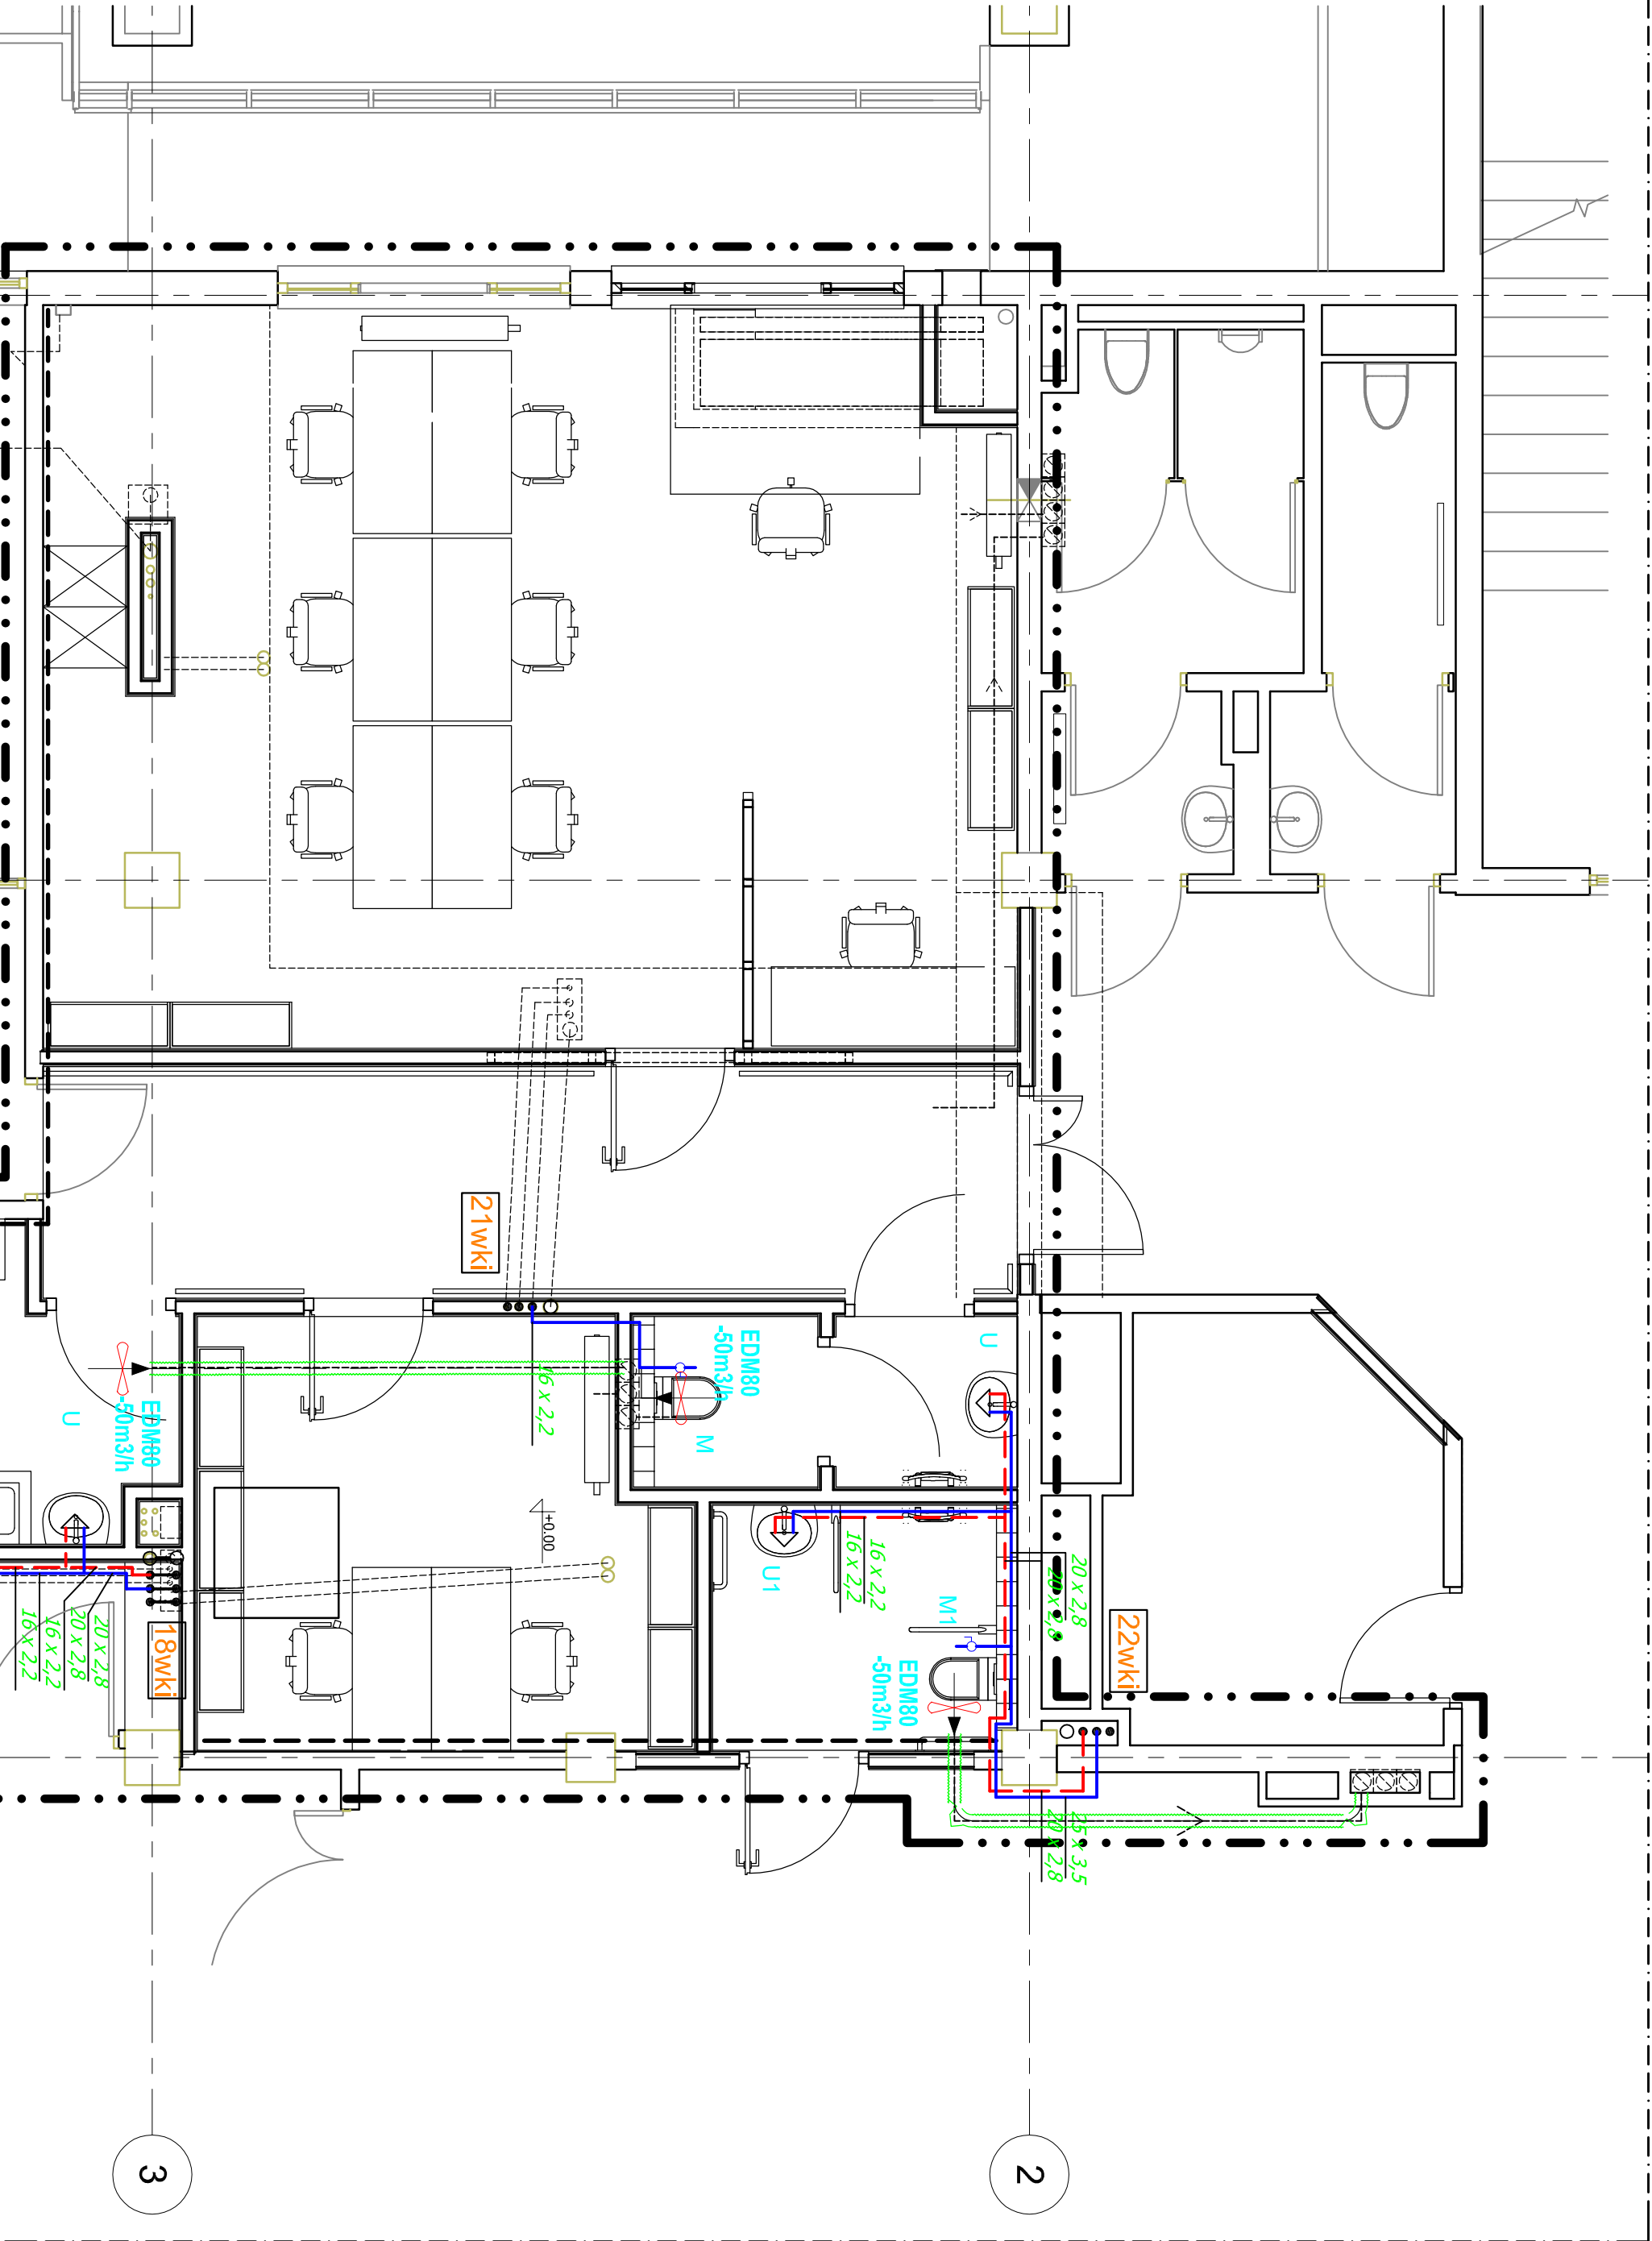 21wki
EDM80
-50m3/h
U
16 x 2,2
M
EDM80
-50m3/h
U
+0.00
U1
16 x 2,2
16 x 2,2
20 x 2,8
20 x 2,8
M1
22wki
EDM80
-50m3/h
18wki
20 x 2,8
20 x 2,8
16 x 2,2
16 x 2,2
25 x 3,5
20 x 2,8
3
2